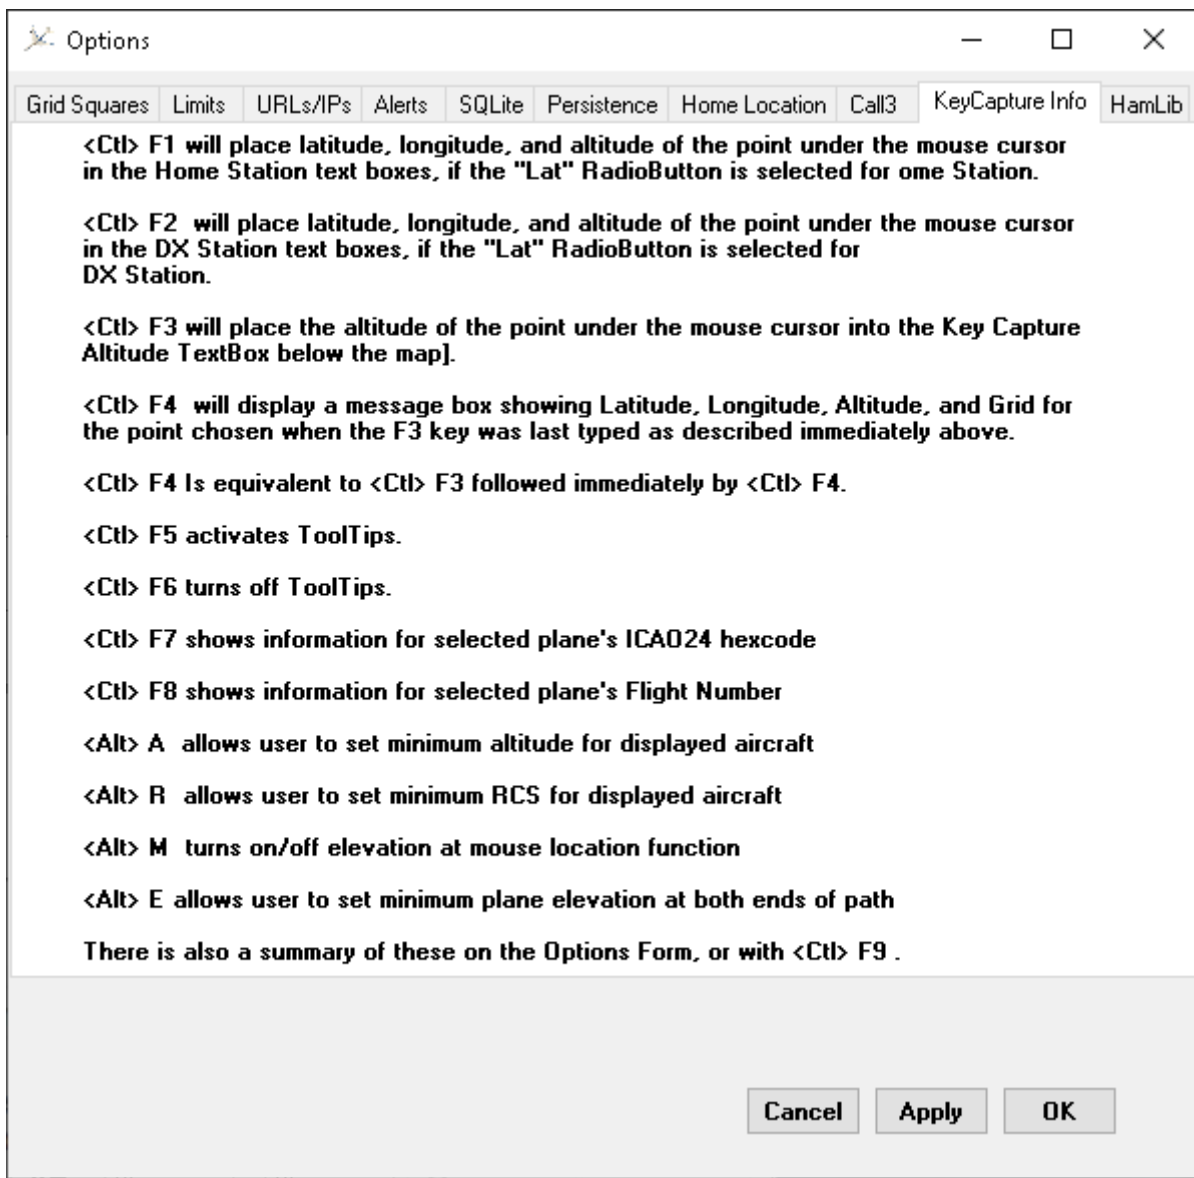 Options
Grid Squares Limits URLs/IPs Alerts SQLite Persistence Home Location Call3 KeyCapture Info HamLib
<Ctl> F1 will place latitude, longitude, and altitude of the point under the mouse cursor
in the Home Station text boxes, if the "Lat" RadioButton is selected for ome Station.
<Ctl> F2 will place latitude, longitude, and altitude of the point under the mouse cursor
in the DX Station text boxes, if the "Lat" RadioButton is selected for
DX Station.
<Ctl> F3 will place the altitude of the point under the mouse cursor into the Key Capture
Altitude TextBox below the map].
<Ctl> F4 will display a message box showing Latitude, Longitude, Altitude, and Grid for
the point chosen when the F3 key was last typed as described immediately above.
<Ctl> F4 Is equivalent to <Ctl> F3 followed immediately by <Ctl> F4.
<Ctl> F5 activates ToolTips.
<Ctl> F6 turns off ToolTips.
<Ctl> F7 shows information for selected plane's ICAO24 hexcode
<Ctl> F8 shows information for selected plane's Flight Number
<Alt> A allows user to set minimum altitude for displayed aircraft
<Alt> R allows user to set minimum RCS for displayed aircraft
<Alt> M turns on/off elevation at mouse location function
<Alt> E allows user to set minimum plane elevation at both ends of path
There is also a summary of these on the Options Form, or with <Ctl> F9 .
Cancel Apply OK